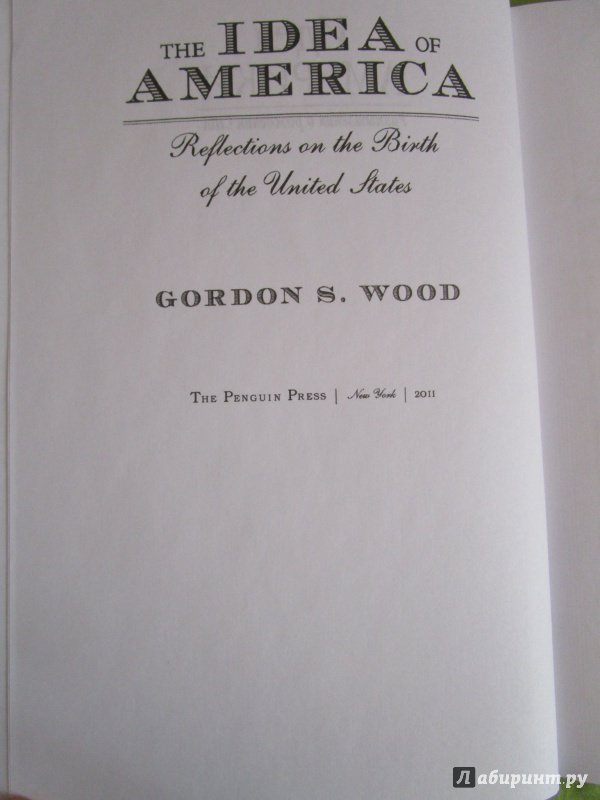 THE IDEA OF
AMERICA
Reflections on the Birth
of the United States
GORDON S. WOOD
THE PENGUIN PRESS | New York | 2011
Лабиринт.ру